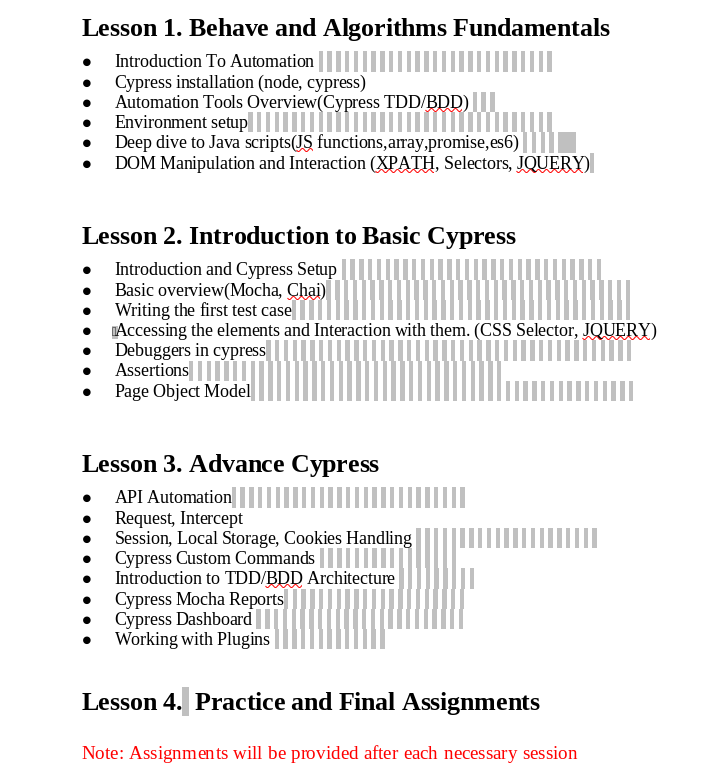 Lesson 1. Behave and Algorithms Fundamentals
● Introduction To Automation
● Cypress installation (node, cypress)
● Automation Tools Overview(Cypress TDD/BDD)
● Environment setup
● Deep dive to Java scripts(JS functions,array,promise,es6)
● DOM Manipulation and Interaction (XPATH, Selectors, JQUERY)
Lesson 2. Introduction to Basic Cypress
● Introduction and Cypress Setup
● Basic overview(Mocha, Chai)
● Writing the first test case
● Accessing the elements and Interaction with them. (CSS Selector, JQUERY)
● Debuggers in cypress
● Assertions
● Page Object Model
Lesson 3. Advance Cypress
● API Automation
● Request, Intercept
● Session, Local Storage, Cookies Handling
● Cypress Custom Commands
● Introduction to TDD/BDD Architecture
● Cypress Mocha Reports
● Cypress Dashboard
● Working with Plugins
Lesson 4. Practice and Final Assignments
Note: Assignments will be provided after each necessary session